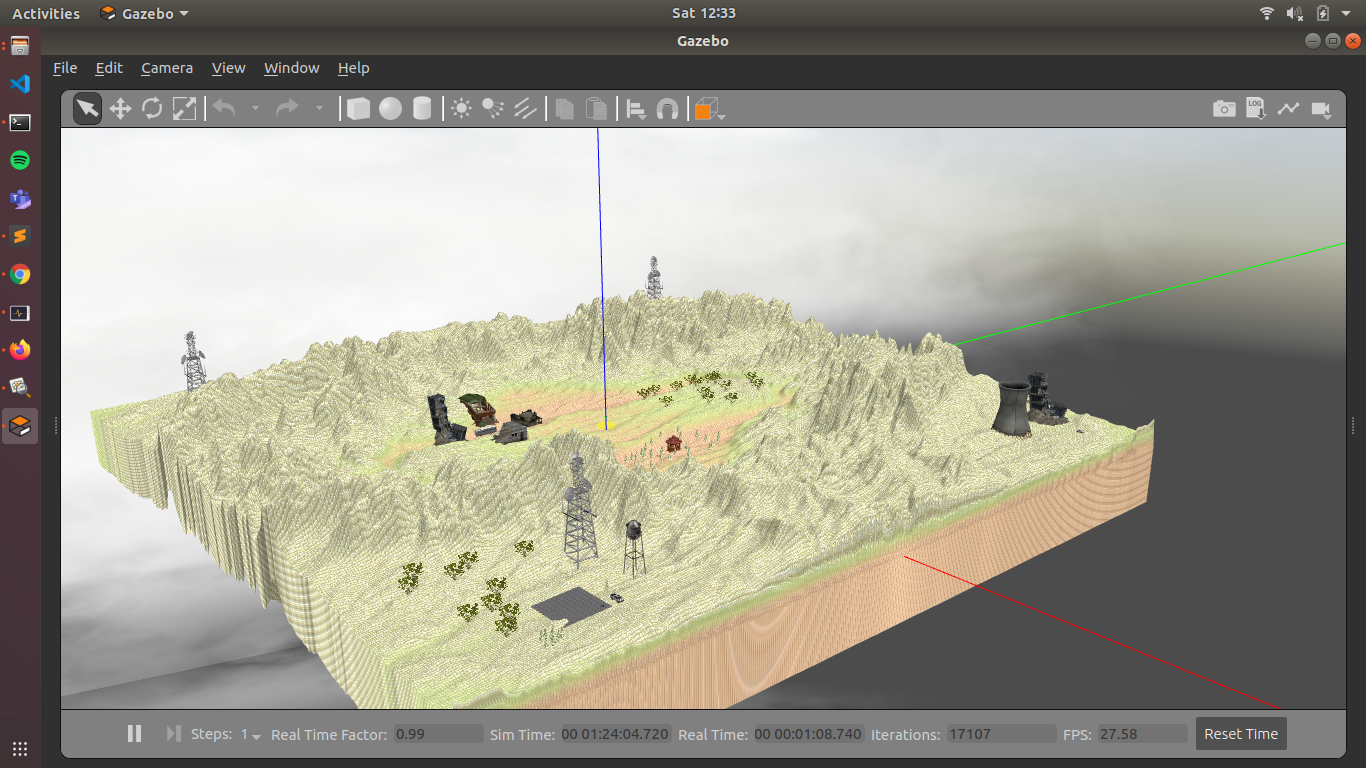 Activities Gazebo Sat 12:33
Gazebo
File Edit Camera View Window Help
LOG
Steps: 1 Real Time Factor: 0.99 Sim Time: 00 01:24:04.720 Real Time: 00 00:01:08.740 Iterations: 17107 FPS: 27.58 Reset Time